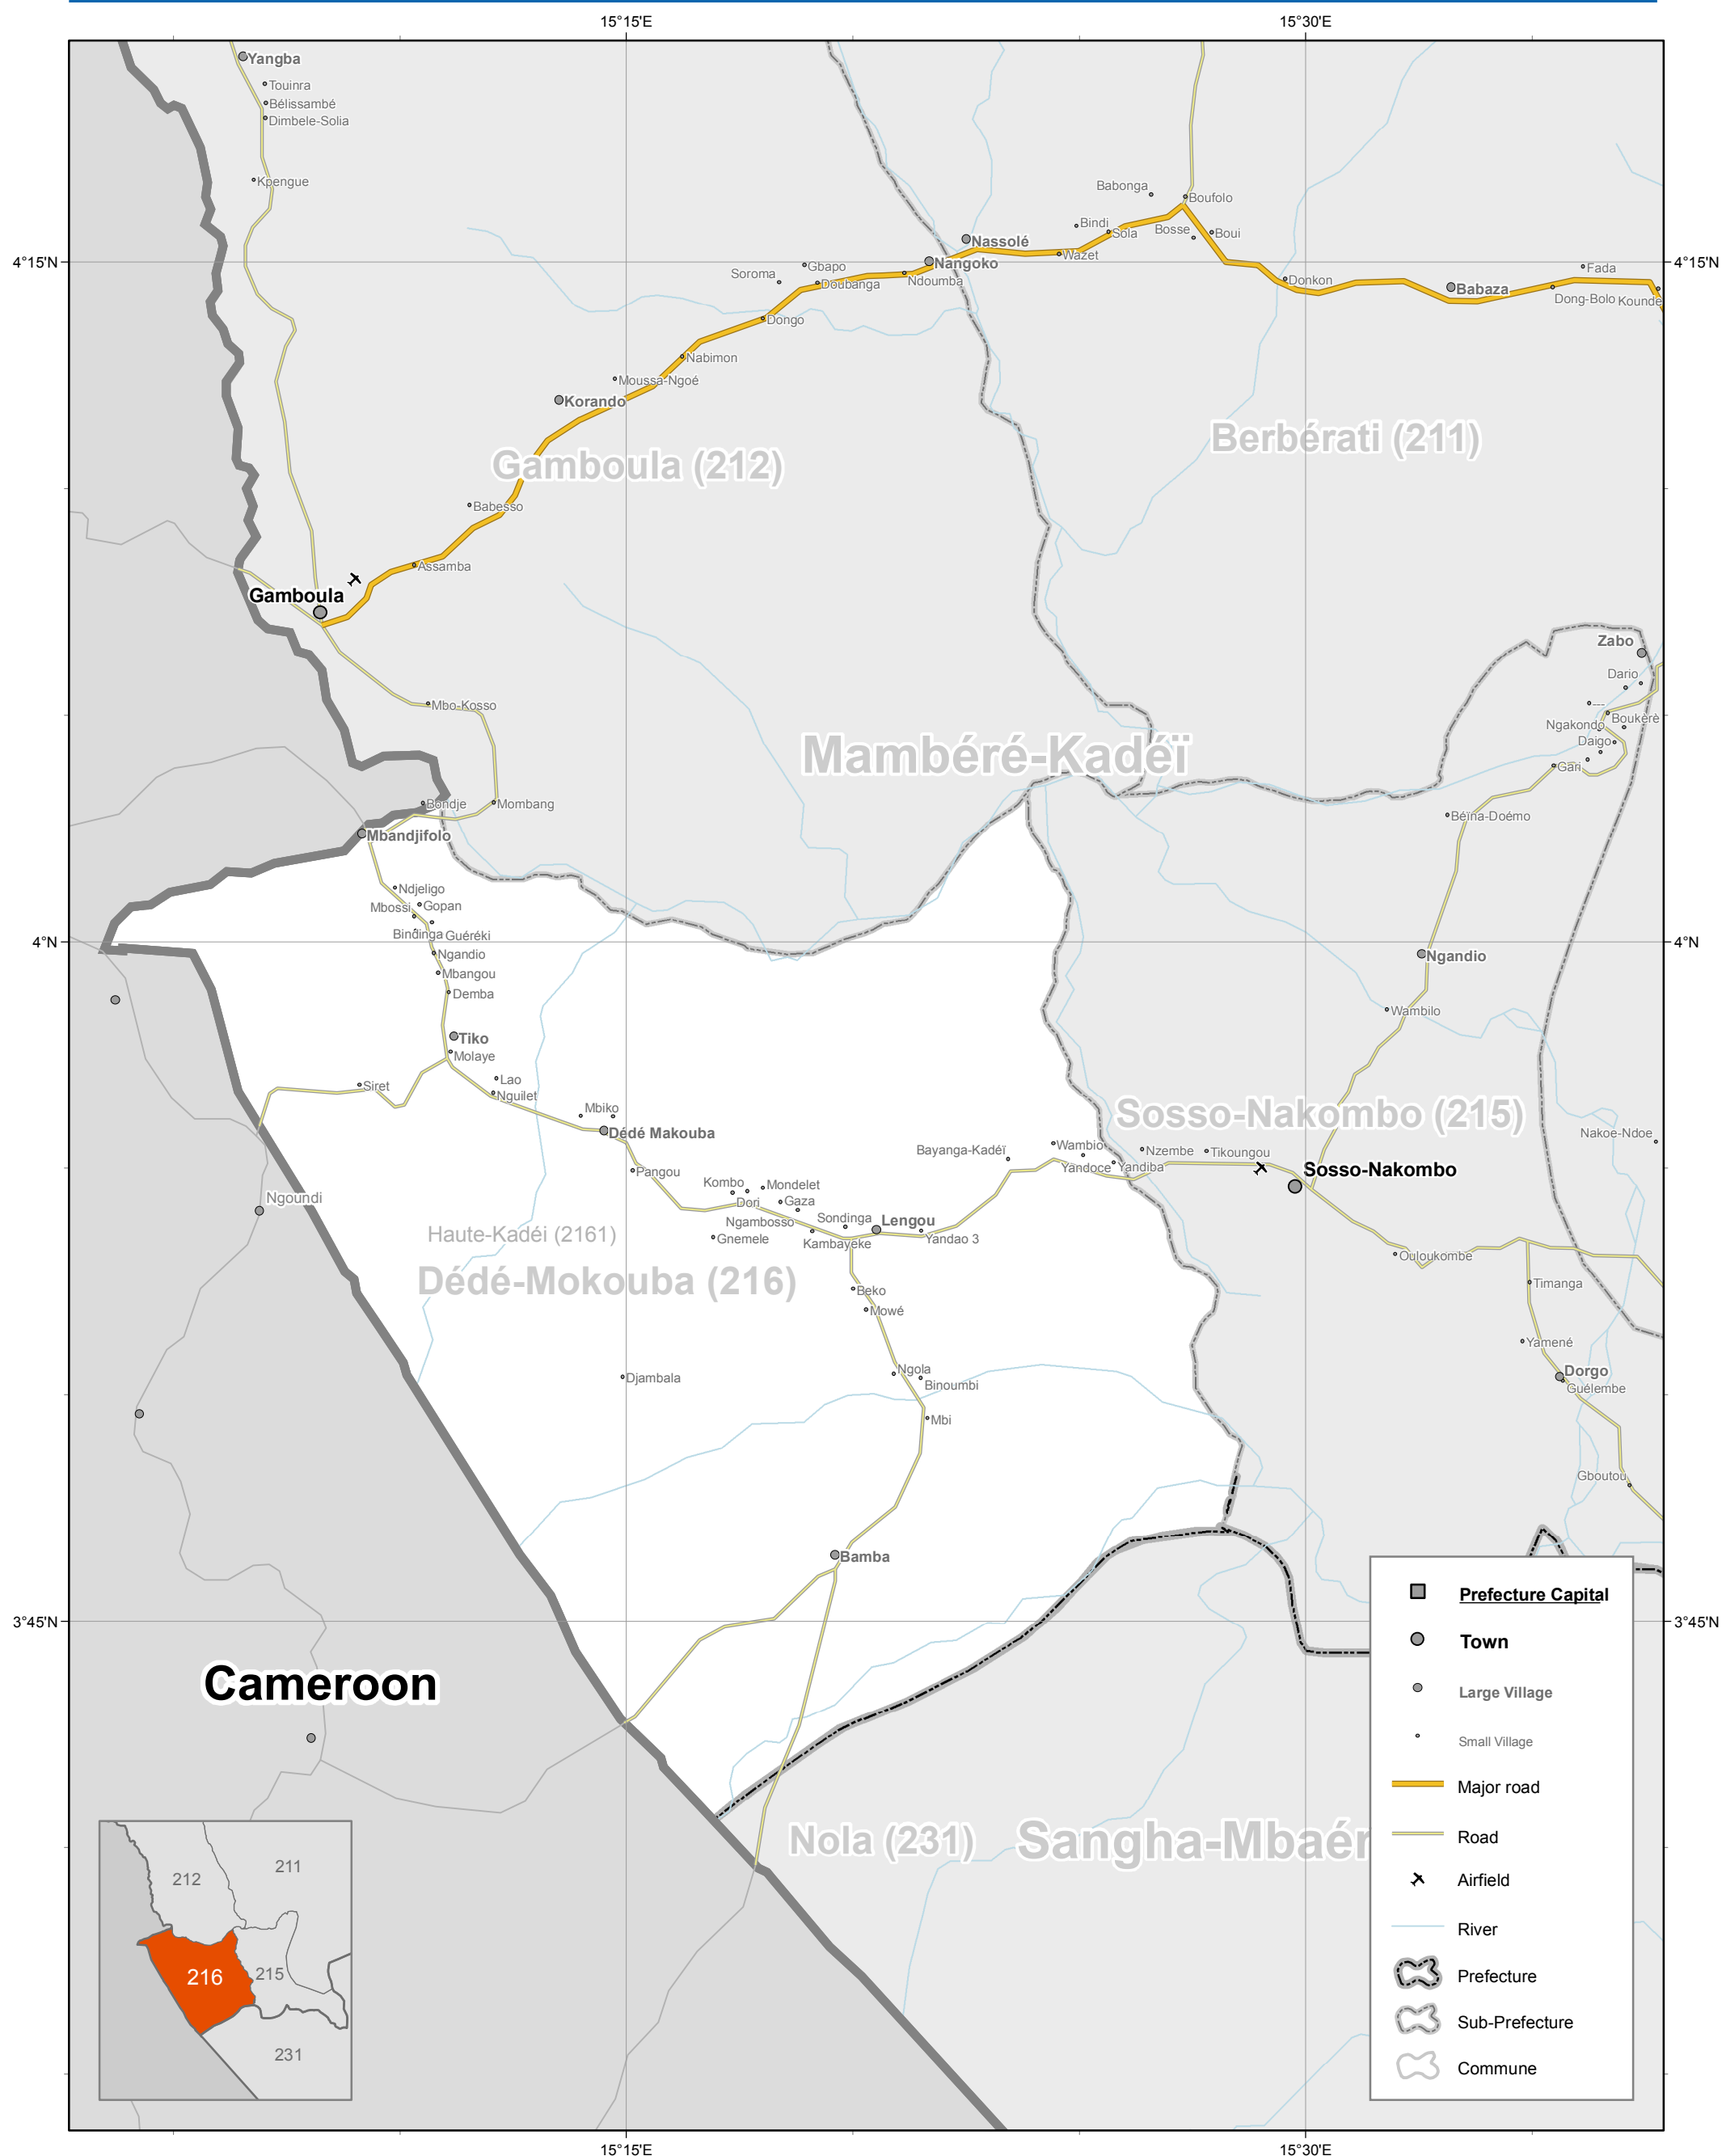 15°15'E
15°30'E
Yangba
Touinra
Bélissambé
Dimbele-Solia
Kpengue
Babonga
Boufolo
Bindi
Sola
Bosse
Boui
Nassolé
4°15'N
4°15'N
Wazet
Nangoko
Gbapo
Soroma
Doubanga
Ndoumba
Fada
Donkon
Babaza
Dong-Bolo
Kounde
Dongo
Nabimon
Moussa-Ngoé
Korando
Berbérati (211)
Gamboula (212)
Babesso
Assamba
Gamboula
Zabo
Dario
Mbo-Kosso
---
Boukéré
Ngakondo
Daigo
Mambéré-Kadéï
Gari
Bondje
Mombang
Béïna-Doémo
Mbandjifolo
Ndjeligo
Mbossi
Gopan
Bindinga
Guéréki
4°N
4°N
Ngandio
Ngandio
Mbangou
Demba
Wambilo
Tiko
Molaye
Lao
Siret
Nguilet
Mbiko
Sosso-Nakombo (215)
Dédé Makouba
Nakoe-Ndoe
Bayanga-Kadéï
Wambio
Nzembe
Tikoungou
Yandoce
Yandiba
Sosso-Nakombo
Pangou
Kombo
Mondelet
Ngoundi
Dori
Gaza
Ngambosso
Sondinga
Lengou
Haute-Kadéi (2161)
Gnemele
Kambayeke
Yandao 3
Ouloukombe
Dédé-Mokouba (216)
Beko
Timanga
Mowé
Yamené
Ngola
Dorgo
Djambala
Binoumbi
Guélembe
Mbi
Gboutou
Bamba
3°45'N
3°45'N
Cameroon
Nola (231)
Sangha-Mbaér
Prefecture Capital
Town
Large Village
Small Village
Major road
Road
Airfield
River
Prefecture
Sub-Prefecture
Commune
212
211
216
215
231
15°15'E
15°30'E